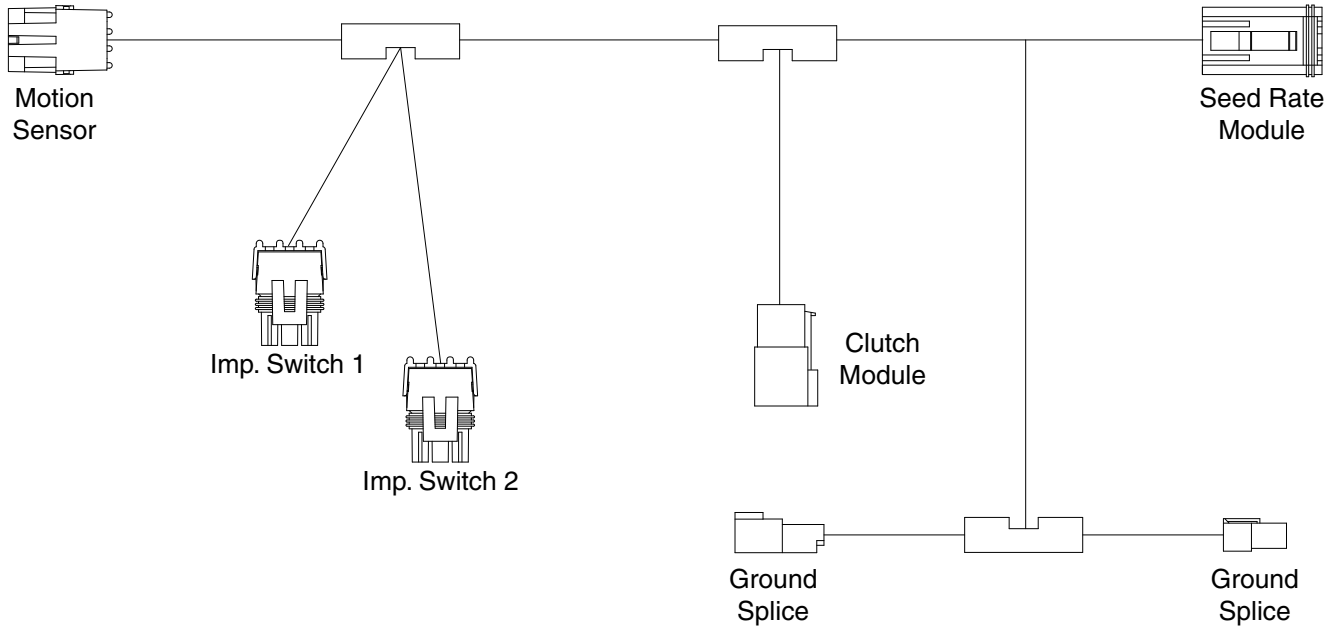 Motion
Sensor
Seed Rate
Module
Imp. Switch 1
Clutch
Module
Imp. Switch 2
Ground
Splice
Ground
Splice